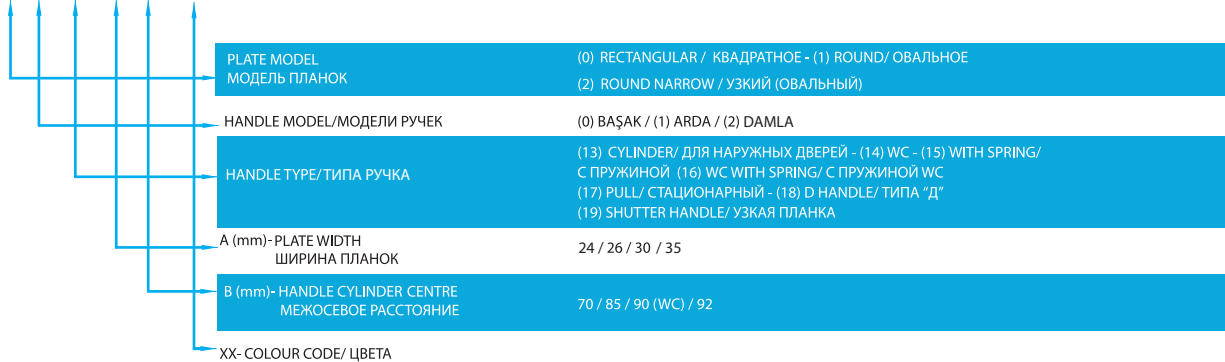 PLATE MODEL
МОДЕЛЬ ПЛАНОК
(0) RECTANGULAR / КВАДРАТНОЕ - (1) ROUND/ ОВАЛЬНОЕ
(2) ROUND NARROW / УЗКИЙ (ОВАЛЬНЫЙ)
HANDLE MODEL/МОДЕЛИ РУЧЕК
(0) BAŞAK / (1) ARDA / (2) DAMLA
HANDLE TYPE/ТИПА РУЧКА
(13) CYLINDER/ ДЛЯ НАРУЖНЫХ ДВЕРЕЙ - (14) WC - (15) WITH SPRING/
С ПРУЖИНОЙ (16) WC WITH SPRING/ С ПРУЖИНОЙ WC
(17) PULL/ СТАЦИОНАРНЫЙ - (18) D HANDLE/ ТИПА “Д”
(19) SHUTTER HANDLE/ УЗКАЯ ПЛАНКА
A (mm)- PLATE WIDTH
ШИРИНА ПЛАНОК
24 / 26 / 30 / 35
B (mm)- HANDLE CYLINDER CENTRE
МЕЖОСЕВОЕ РАССТОЯНИЕ
70 / 85 / 90 (WC) / 92
XX- COLOUR CODE/ ЦВЕТА